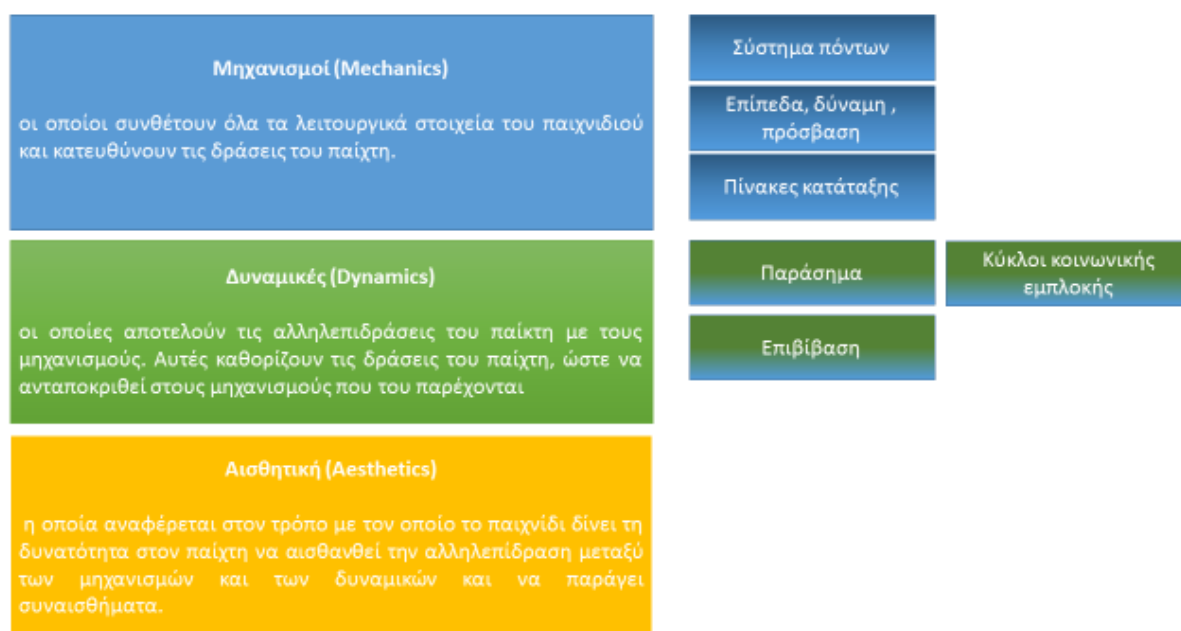 Μηχανισμοί (Mechanics)
οι οποίοι συνθέτουν όλα τα λειτουργικά στοιχεία του παιχνιδιού
και κατευθύνουν τις δράσεις του παίχτη.
Σύστημα πόντων
Επίπεδα, δύναμη ,
πρόσβαση
Πίνακες κατάταξης
Δυναμικές (Dynamics)
οι οποίες αποτελούν τις αλληλεπιδράσεις του παίκτη με τους
μηχανισμούς. Αυτές καθορίζουν τις δράσεις του παίχτη, ώστε να
ανταποκριθεί στους μηχανισμούς που του παρέχονται
Παράσημα
Κύκλοι κοινωνικής
εμπλοκής
Επιβίβαση
Αισθητική (Aesthetics)
η οποία αναφέρεται στον τρόπο με τον οποίο το παιχνίδι δίνει τη
δυνατότητα στον παίχτη να αισθανθεί την αλληλεπίδραση μεταξύ
των μηχανισμών και των δυναμικών και να παράγει
συναισθήματα.